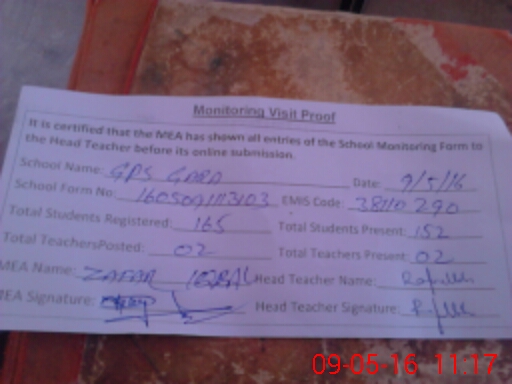 Monitoring Visit Proof
It is certified that the MEA has shown all entries of the School Monitoring Form to
the Head Teacher before its online submission.
School Name: GPS GARA Date: 9/5/16
School Form No: EMIS Code: 38110290
Total Students Registered: 165 Total Students Present: 152
Total TeachersPosted: 02 Total Teachers Present: 02
MEA Name: ZAFAR IQBAL Head Teacher Name:
MEA Signature: Head Teacher Signature:
09-05-16 11:17